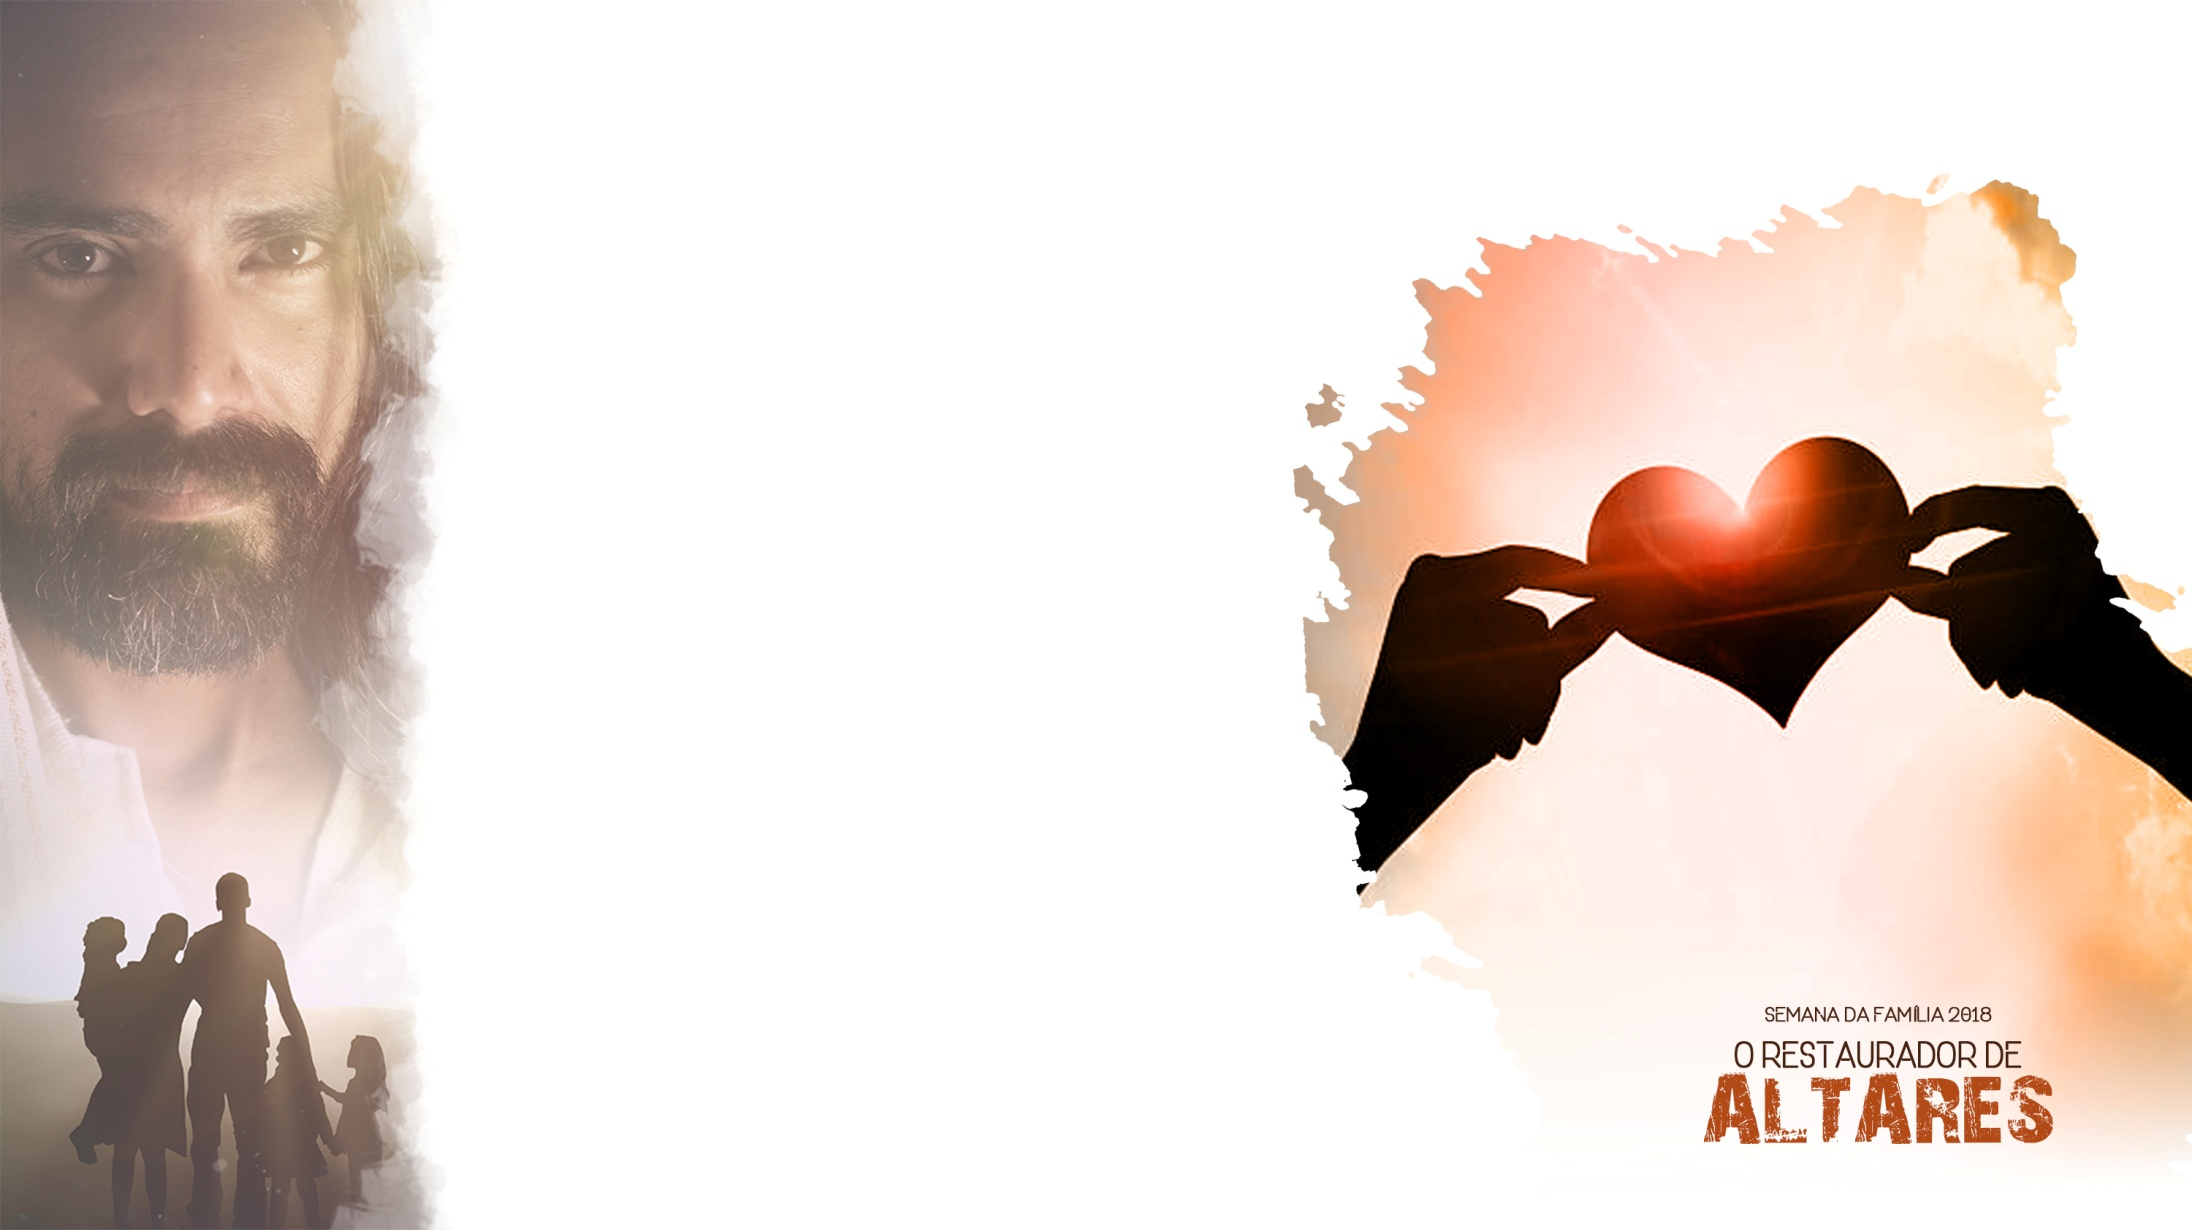 SEMANA DA FAMÍLIA 2018
O RESTAURADOR DE
ALTARES